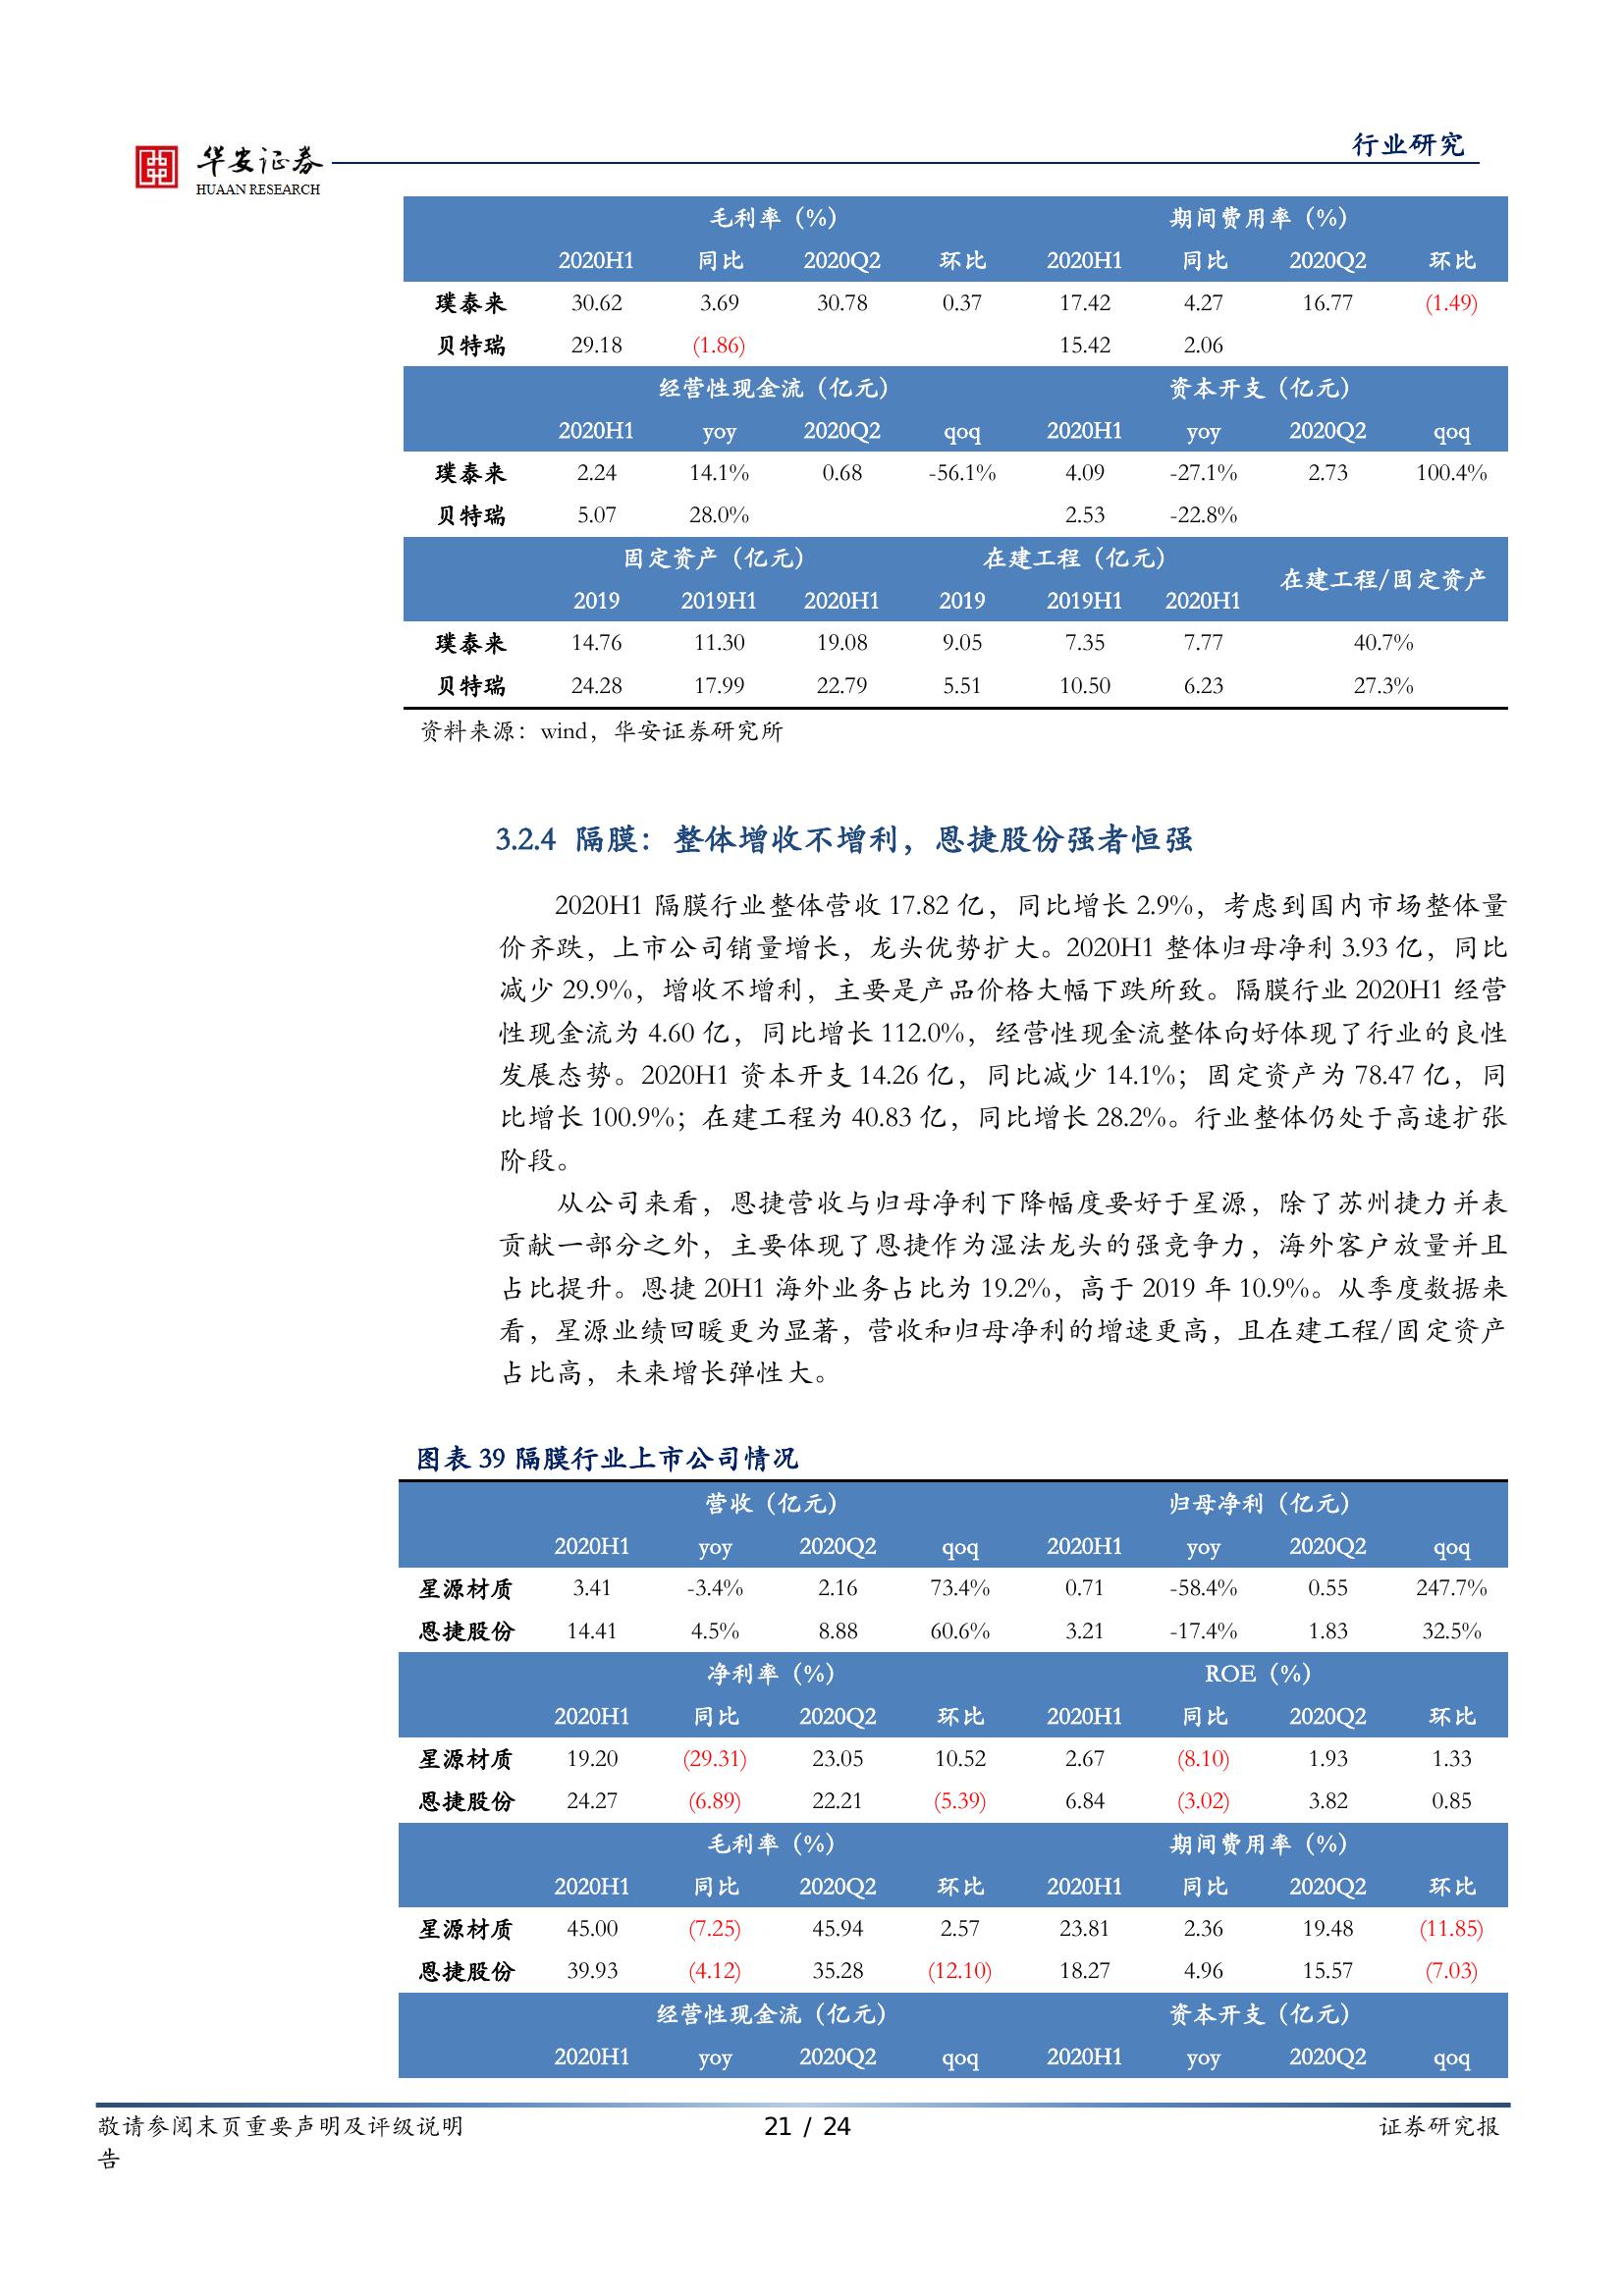 行业研究
华安证券
HUAAN RESEARCH
毛利率（%） 期间费用率（%）
2020H1 同比 2020Q2 环比 2020H1 同比 2020Q2 环比
璞泰来 30.62 3.69 30.78 0.37 17.42 4.27 16.77 (1.49)
贝特瑞 29.18 (1.86) 15.42 2.06
经营性现金流（亿元） 资本开支（亿元）
2020H1 yoy 2020Q2 qoq 2020H1 yoy 2020Q2 qoq
璞泰来 2.24 14.1% 0.68 -56.1% 4.09 -27.1% 2.73 100.4%
贝特瑞 5.07 28.0% 2.53 -22.8%
固定资产（亿元） 在建工程（亿元） 在建工程/固定资产
2019 2019H1 2020H1 2019 2019H1 2020H1
璞泰来 14.76 11.30 19.08 9.05 7.35 7.77 40.7%
贝特瑞 24.28 17.99 22.79 5.51 10.50 6.23 27.3%
资料来源：wind，华安证券研究所
3.2.4 隔膜：整体增收不增利，恩捷股份强者恒强
2020H1 隔膜行业整体营收 17.82 亿，同比增长 2.9%，考虑到国内市场整体量
价齐跌，上市公司销量增长，龙头优势扩大。2020H1 整体归母净利 3.93 亿，同比
减少 29.9%，增收不增利，主要是产品价格大幅下跌所致。隔膜行业 2020H1 经营
性现金流为 4.60 亿，同比增长 112.0%，经营性现金流整体向好体现了行业的良性
发展态势。2020H1 资本开支 14.26 亿，同比减少 14.1%；固定资产为 78.47 亿，同
比增长 100.9%；在建工程为 40.83 亿，同比增长 28.2%。行业整体仍处于高速扩张
阶段。
从公司来看，恩捷营收与归母净利下降幅度要好于星源，除了苏州捷力并表
贡献一部分之外，主要体现了恩捷作为湿法龙头的强竞争力，海外客户放量并且
占比提升。恩捷 20H1 海外业务占比为 19.2%，高于 2019 年 10.9%。从季度数据来
看，星源业绩回暖更为显著，营收和归母净利的增速更高，且在建工程/固定资产
占比高，未来增长弹性大。
图表 39 隔膜行业上市公司情况
营收（亿元） 归母净利（亿元）
2020H1 yoy 2020Q2 qoq 2020H1 yoy 2020Q2 qoq
星源材质 3.41 -3.4% 2.16 73.4% 0.71 -58.4% 0.55 247.7%
恩捷股份 14.41 4.5% 8.88 60.6% 3.21 -17.4% 1.83 32.5%
净利率（%） ROE（%）
2020H1 同比 2020Q2 环比 2020H1 同比 2020Q2 环比
星源材质 19.20 (29.31) 23.05 10.52 2.67 (8.10) 1.93 1.33
恩捷股份 24.27 (6.89) 22.21 (5.39) 6.84 (3.02) 3.82 0.85
毛利率（%） 期间费用率（%）
2020H1 同比 2020Q2 环比 2020H1 同比 2020Q2 环比
星源材质 45.00 (7.25) 45.94 2.57 23.81 2.36 19.48 (11.85)
恩捷股份 39.93 (4.12) 35.28 (12.10) 18.27 4.96 15.57 (7.03)
经营性现金流（亿元） 资本开支（亿元）
2020H1 yoy 2020Q2 qoq 2020H1 yoy 2020Q2 qoq
敬请参阅末页重要声明及评级说明 21 / 24 证券研究报
告